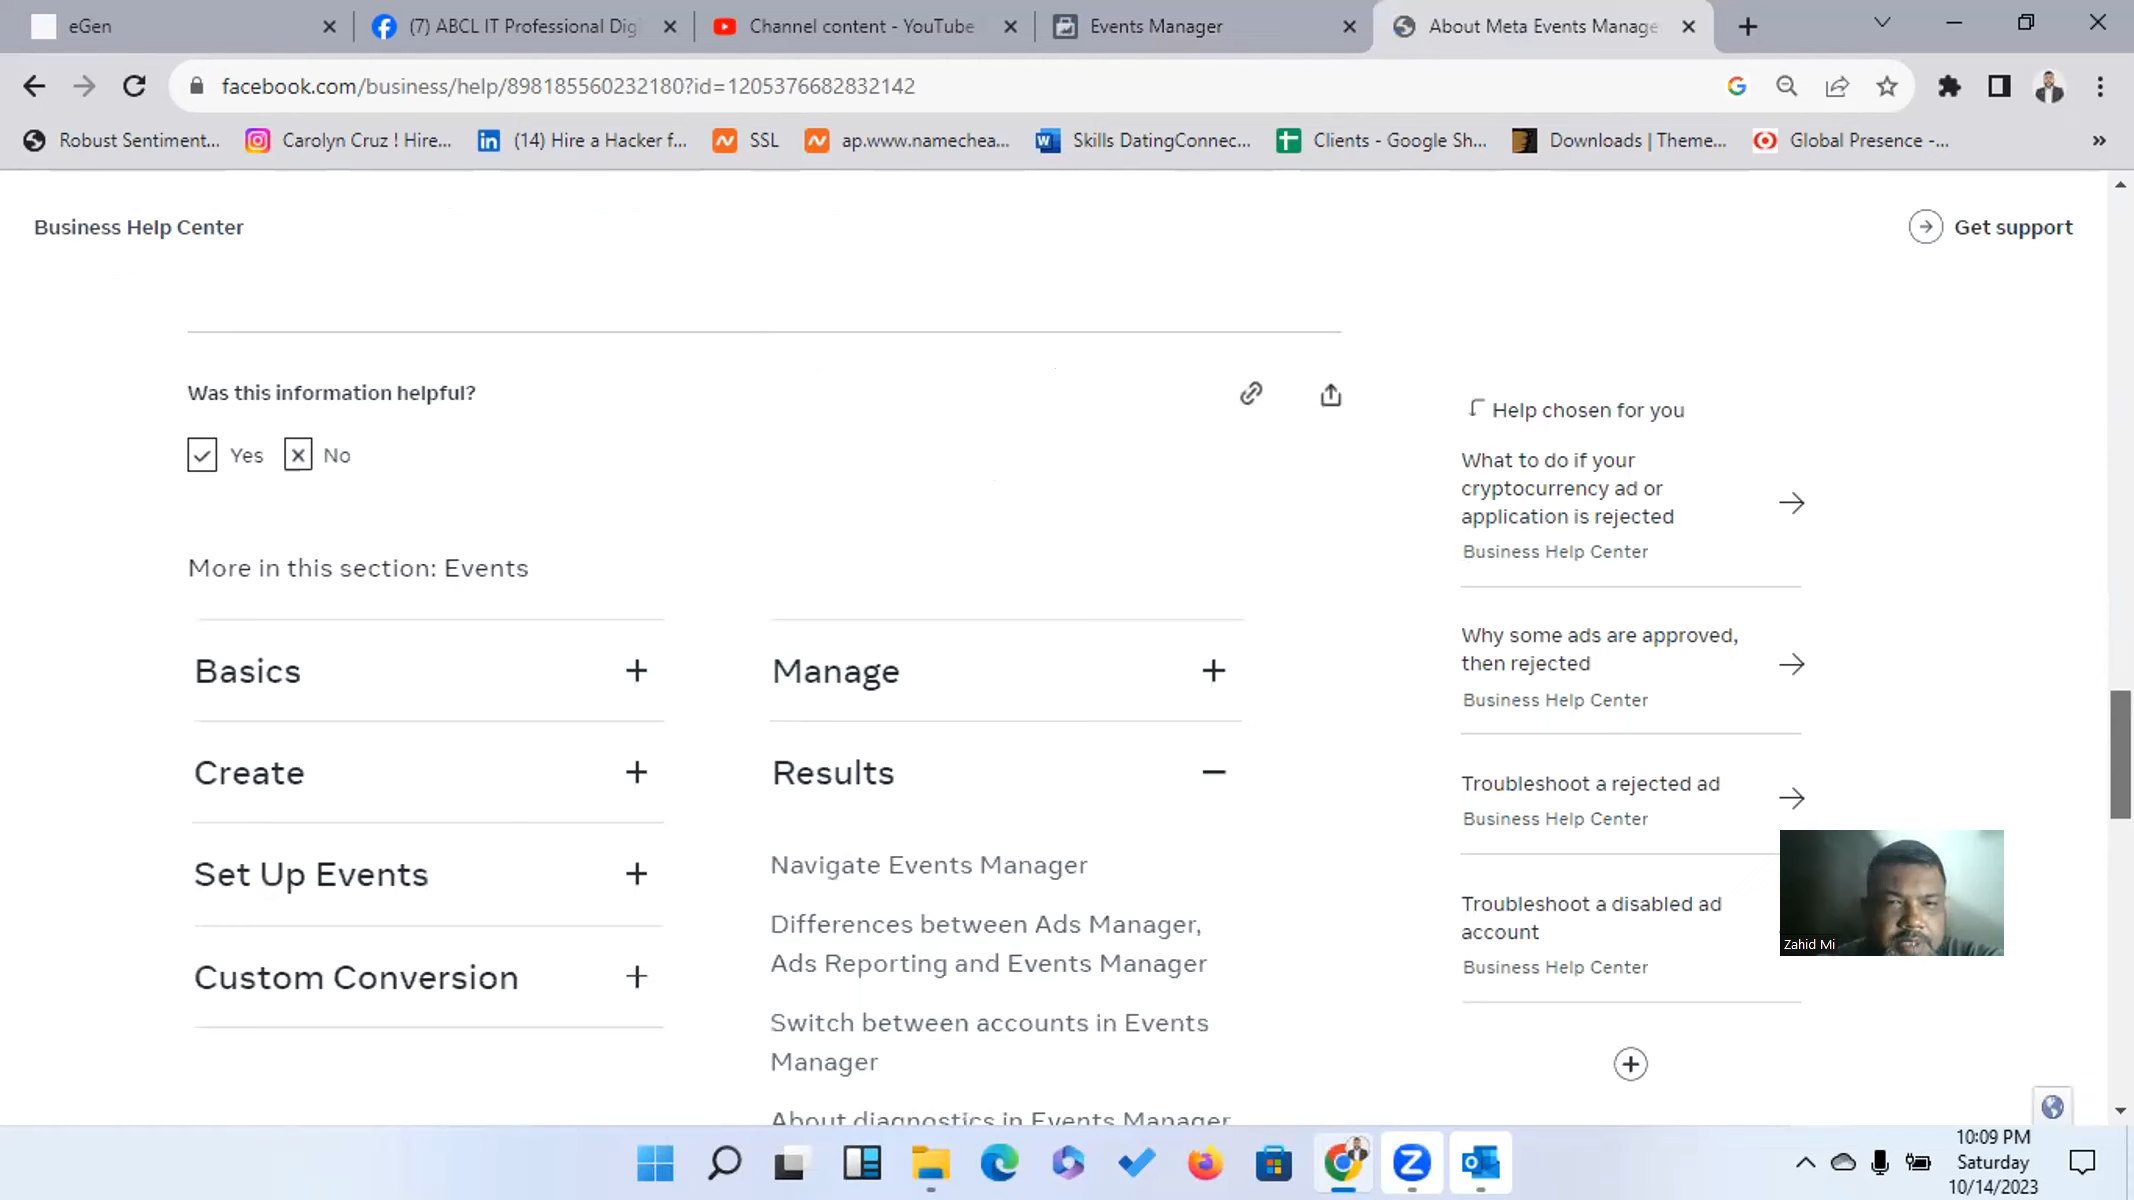 eGen
(7) ABCL IT Professional Dig
Channel content - YouTube
Events Manager
About Meta Events Manage
facebook.com/business/help/898185560232180?id=1205376682832142
Robust Sentiment...
Carolyn Cruz ! Hire...
(14) Hire a Hacker f...
SSL
ap.www.namechea...
Skills DatingConnec...
Clients - Google Sh...
Downloads | Theme...
Global Presence -...
Business Help Center
Get support
Was this information helpful?
Yes
No
More in this section: Events
Basics
Create
Set Up Events
Custom Conversion
Manage
Results
Navigate Events Manager
Differences between Ads Manager,
Ads Reporting and Events Manager
Switch between accounts in Events
Manager
About diagnostics in Events Manager
Help chosen for you
What to do if your
cryptocurrency ad or
application is rejected
Business Help Center
Why some ads are approved,
then rejected
Business Help Center
Troubleshoot a rejected ad
Business Help Center
Troubleshoot a disabled ad
account
Business Help Center
Zahid Mi
10:09 PM
Saturday
10/14/2023